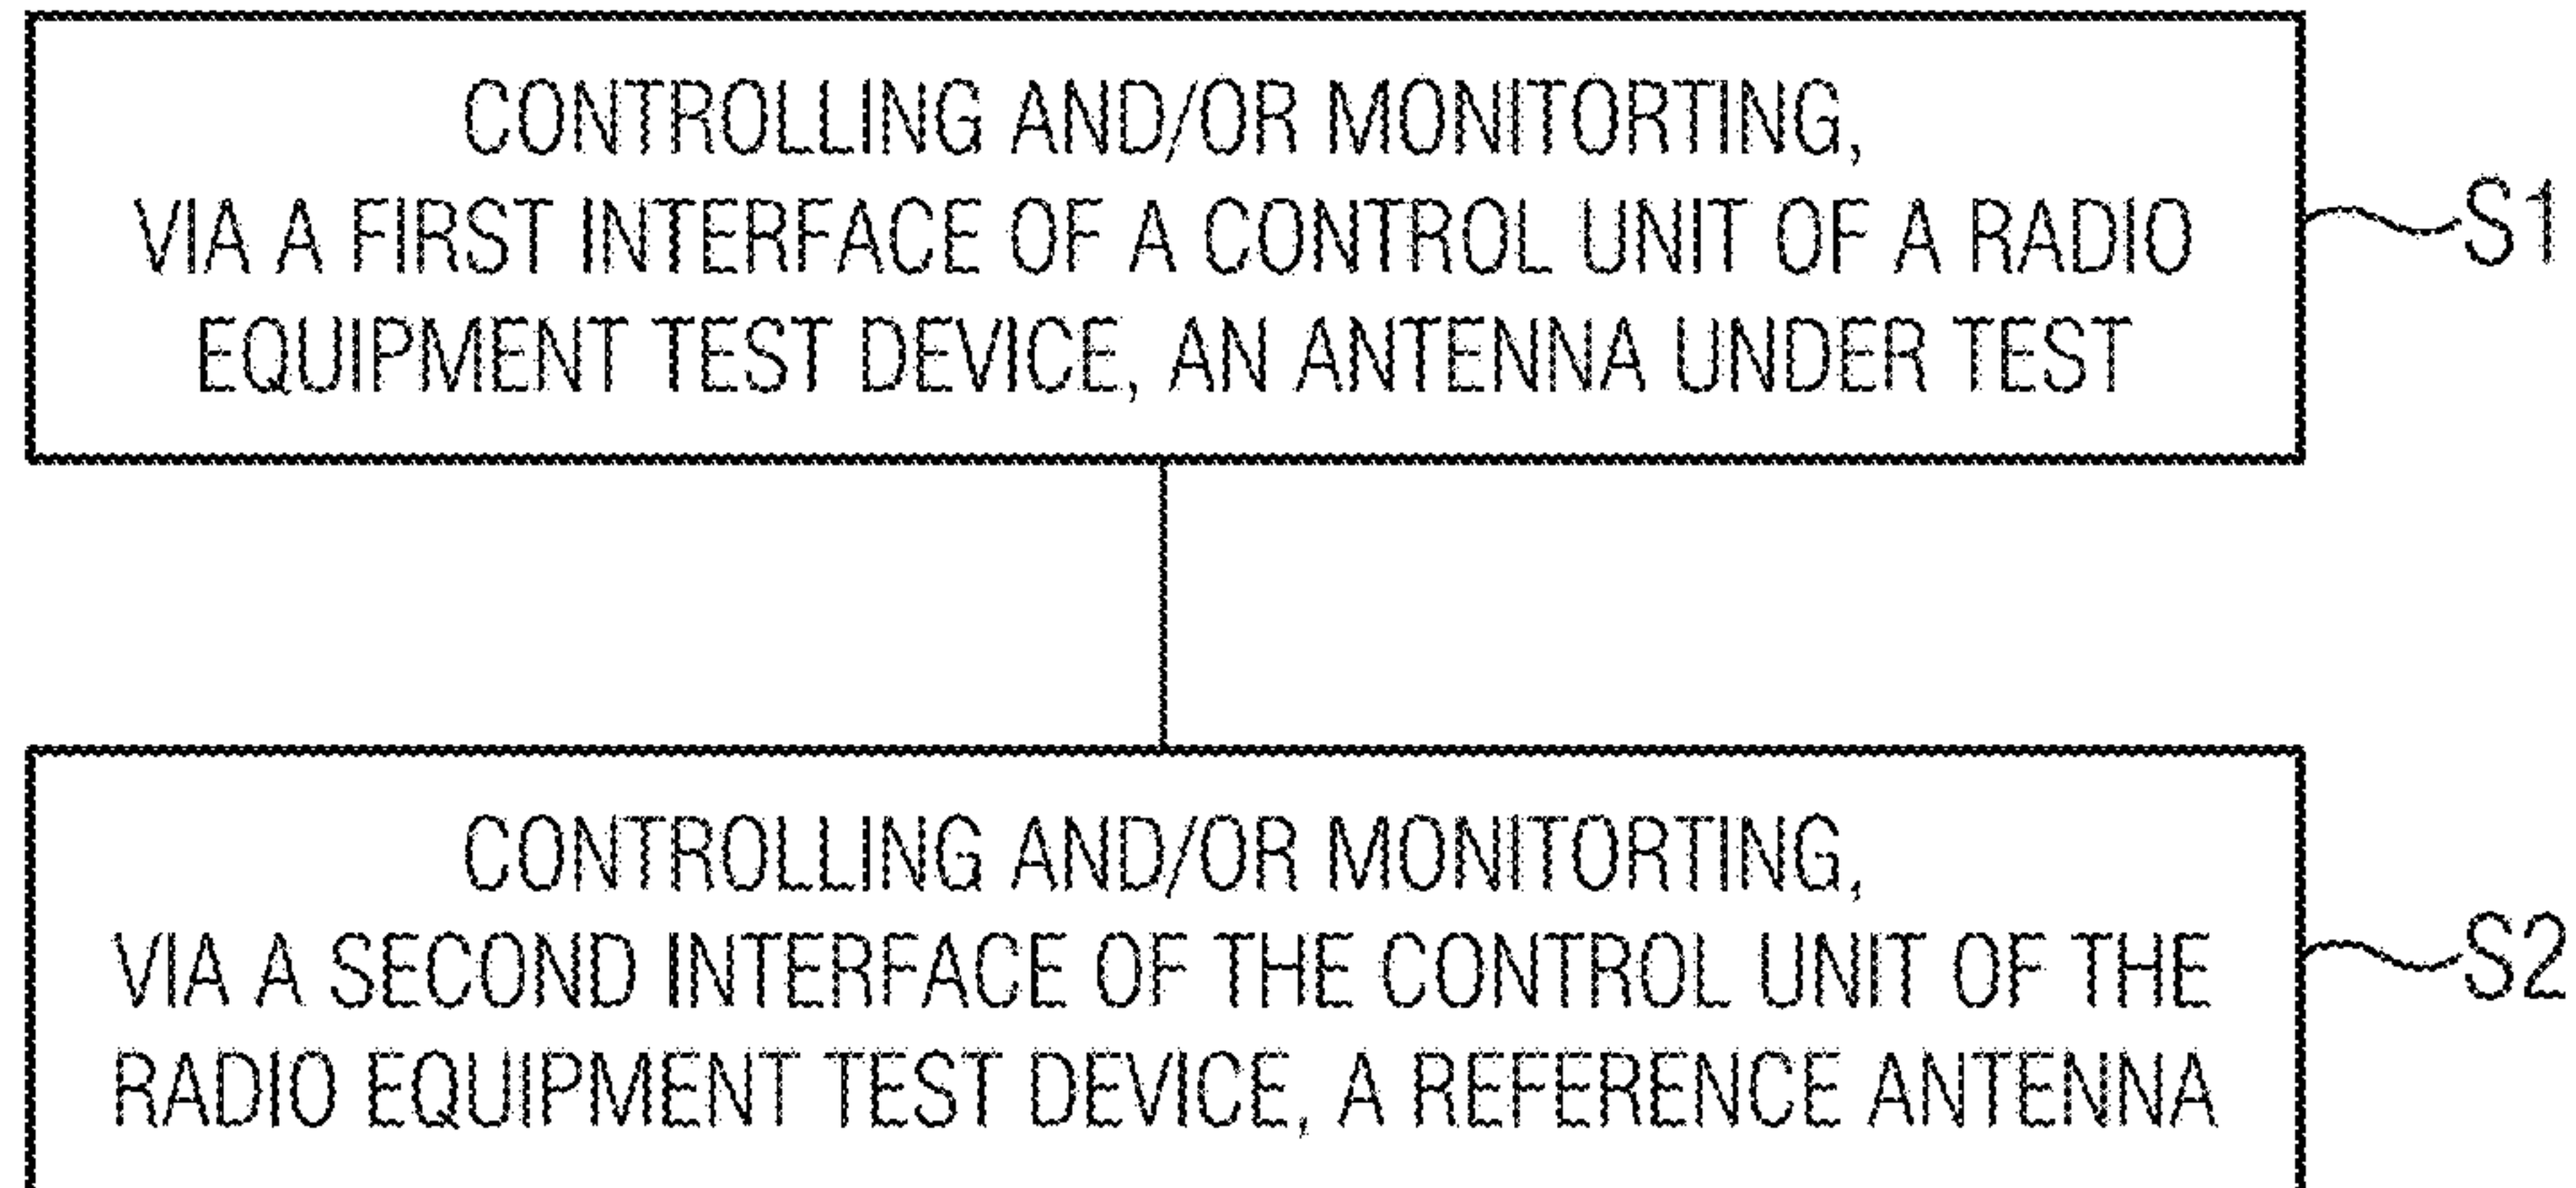 CONTROLLING AND/OR MONITORTING,
VIA A FIRST INTERFACE OF A CONTROL UNIT OF A RADIO
EQUIPMENT TEST DEVICE, AN ANTENNA UNDER TEST
S1
CONTROLLING AND/OR MONITORTING,
VIA A SECOND INTERFACE OF THE CONTROL UNIT OF THE
RADIO EQUIPMENT TEST DEVICE, A REFERENCE ANTENNA
S2